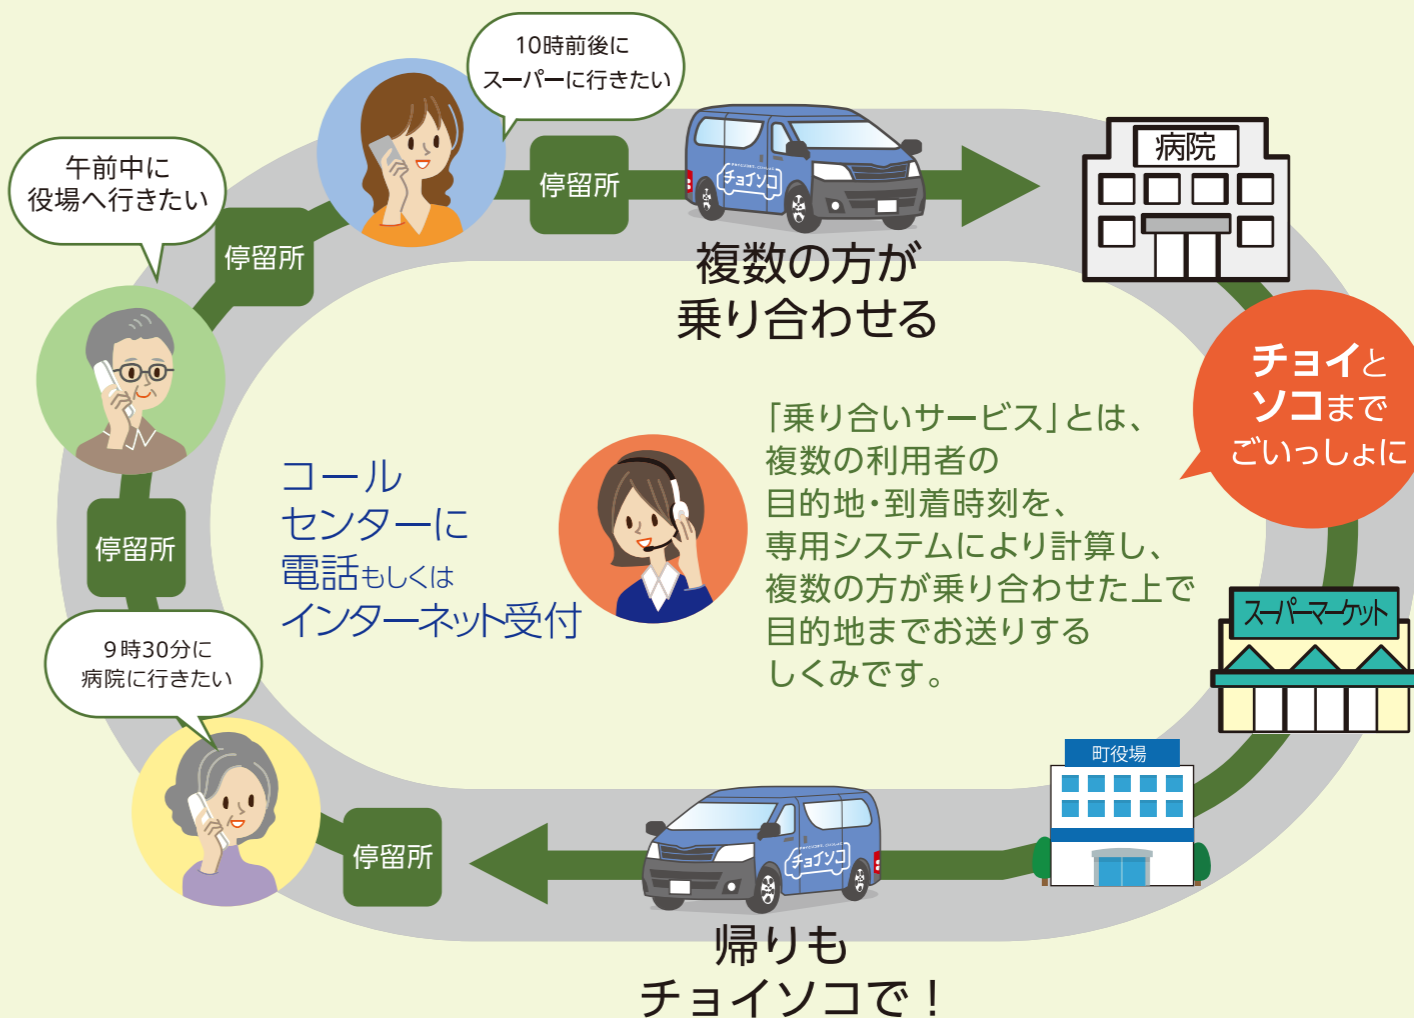 10時前後に
スーパーに行きたい
午前中に
役場へ行きたい
停留所
停留所
チョイソコ
病院
複数の方が
乗り合わせる
チョイと
ソコまで
ごいっしょに
「乗り合いサービス」とは、
複数の利用者の
目的地・到着時刻を、
専用システムにより計算し、
複数の方が乗り合わせた上で
目的地までお送りする
しくみです。
コール
センターに
電話もしくは
インターネット受付
停留所
9時30分に
病院に行きたい
スーパーマーケット
町役場
停留所
チョイソコ
帰りも
チョイソコで！